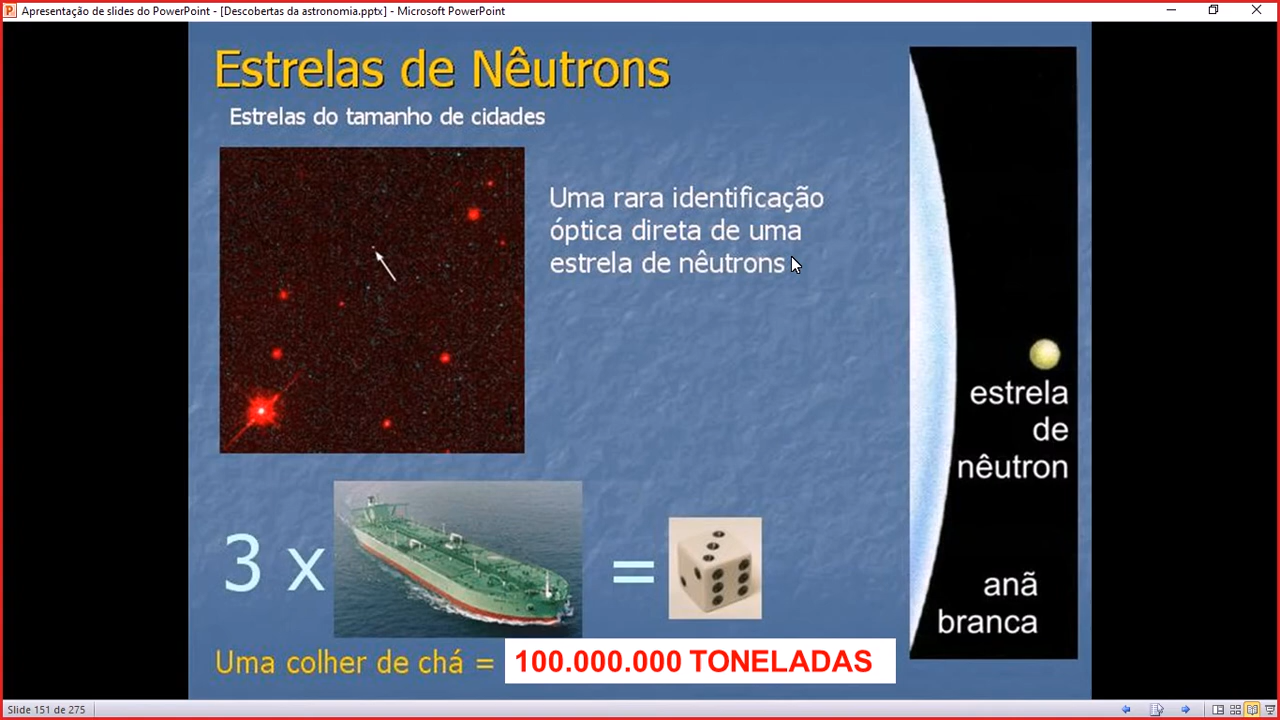 Apresentação de slides do PowerPoint - [Descobertas da astronomia.pptx] - Microsoft PowerPoint
Estrelas de Nêutrons
Estrelas do tamanho de cidades
Uma rara identificação
óptica direta de uma
estrela de nêutrons
estrela
de
nêutron
anã
branca
3 x
=
Uma colher de chá =
100.000.000 TONELADAS
Slide 151 de 275